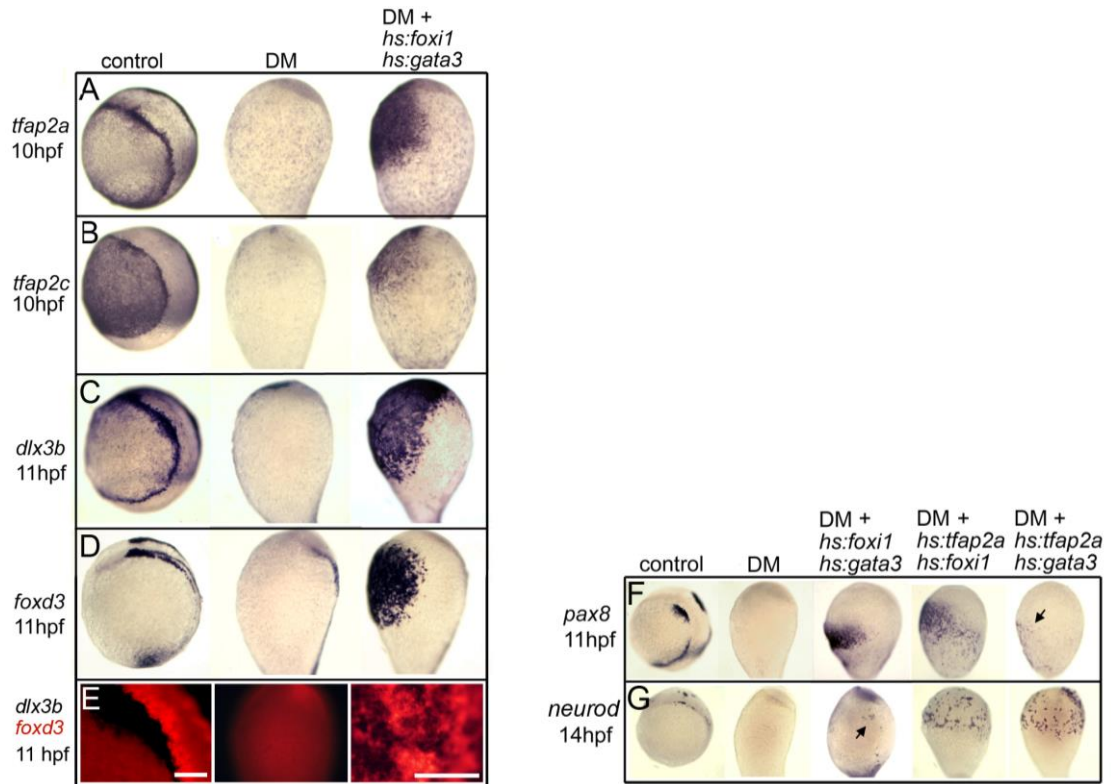 control
DM
DM +
hs:foxi1
hs:gata3
A
tfap2a
10hpf
B
tfap2c
10hpf
C
dlx3b
11hpf
D
foxd3
11hpf
E
dlx3b
foxd3
11 hpf
control
DM
DM +
hs:foxi1
hs:gata3
DM +
hs:tfap2a
hs:foxi1
DM +
hs:tfap2a
hs:gata3
F
pax8
11hpf
G
neurod
14hpf